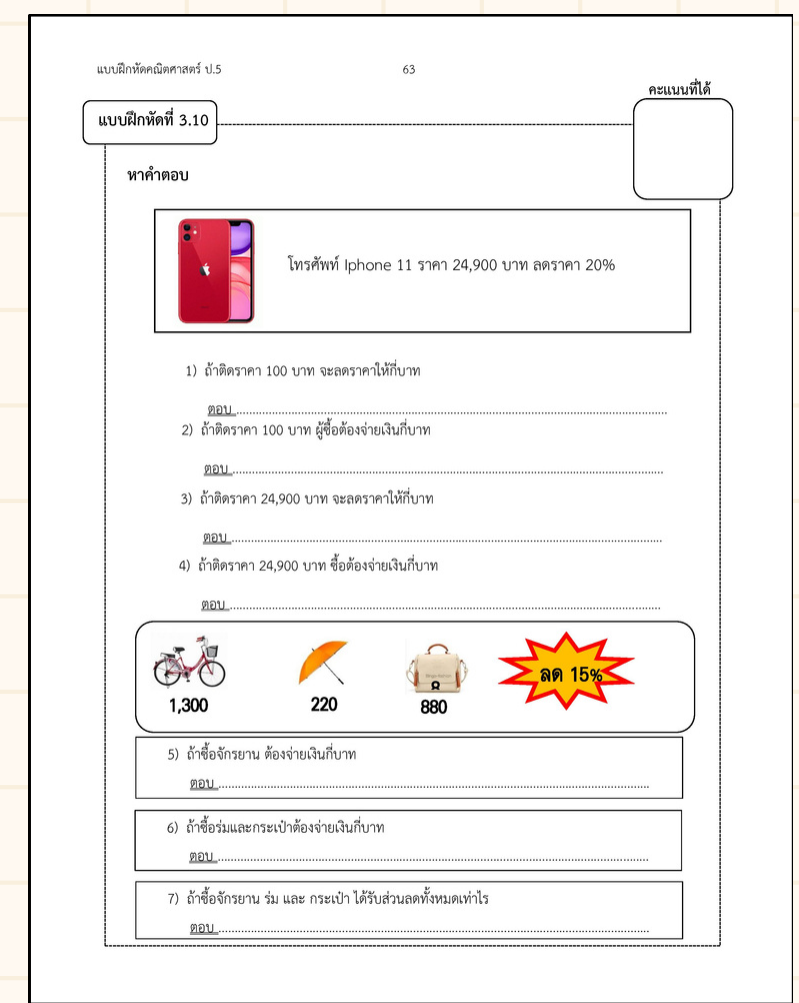 แบบฝึกหัดคณิตศาสตร์ ป.5 63
คะแนนที่ได้
แบบฝึกหัดที่ 3.10
หาคำตอบ
โทรศัพท์ Iphone 11 ราคา 24,900 บาท ลดราคา 20%
1) ถ้าติดราคา 100 บาท จะลดราคาให้กี่บาท
ตอบ ..........
2) ถ้าติดราคา 100 บาท ผู้ซื้อต้องจ่ายเงินกี่บาท
ตอบ ..........
3) ถ้าติดราคา 24,900 บาท จะลดราคาให้กี่บาท
ตอบ ..........
4) ถ้าติดราคา 24,900 บาท ซื้อต้องจ่ายเงินกี่บาท
ตอบ ..........
ลด 15%
1,300 220 880
5) ถ้าซื้อจักรยาน ต้องจ่ายเงินกี่บาท
ตอบ ..........
6) ถ้าซื้อร่มและกระเป๋าต้องจ่ายเงินกี่บาท
ตอบ ..........
7) ถ้าซื้อจักรยาน ร่ม และ กระเป๋า ได้รับส่วนลดทั้งหมดเท่าไร
ตอบ ..........